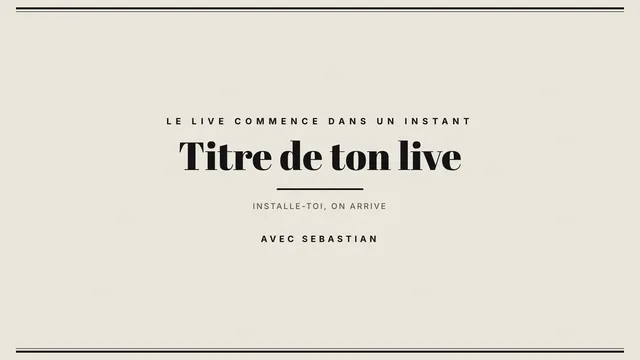 LE LIVE COMMENCE DANS UN INSTANT
Titre de ton live
INSTALLE-TOI, ON ARRIVE
AVEC SEBASTIAN